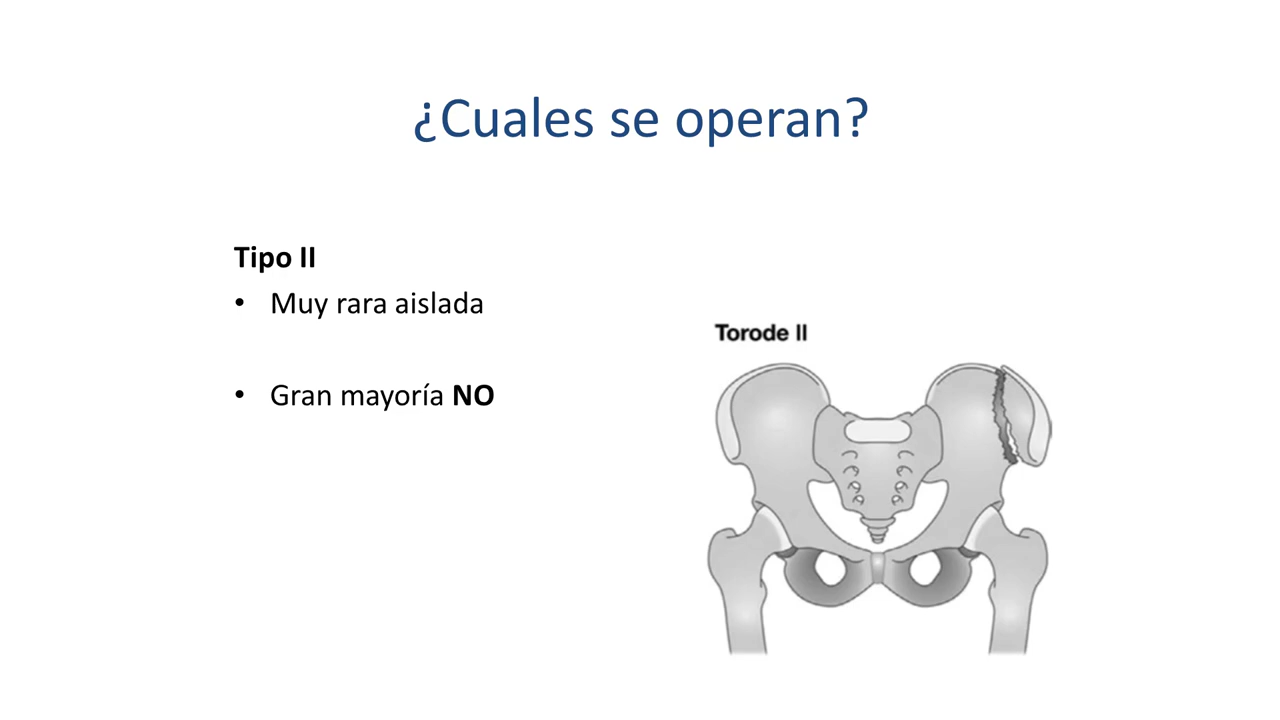 ¿Cuales se operan?
Tipo II
• Muy rara aislada
• Gran mayoría NO
Torode II